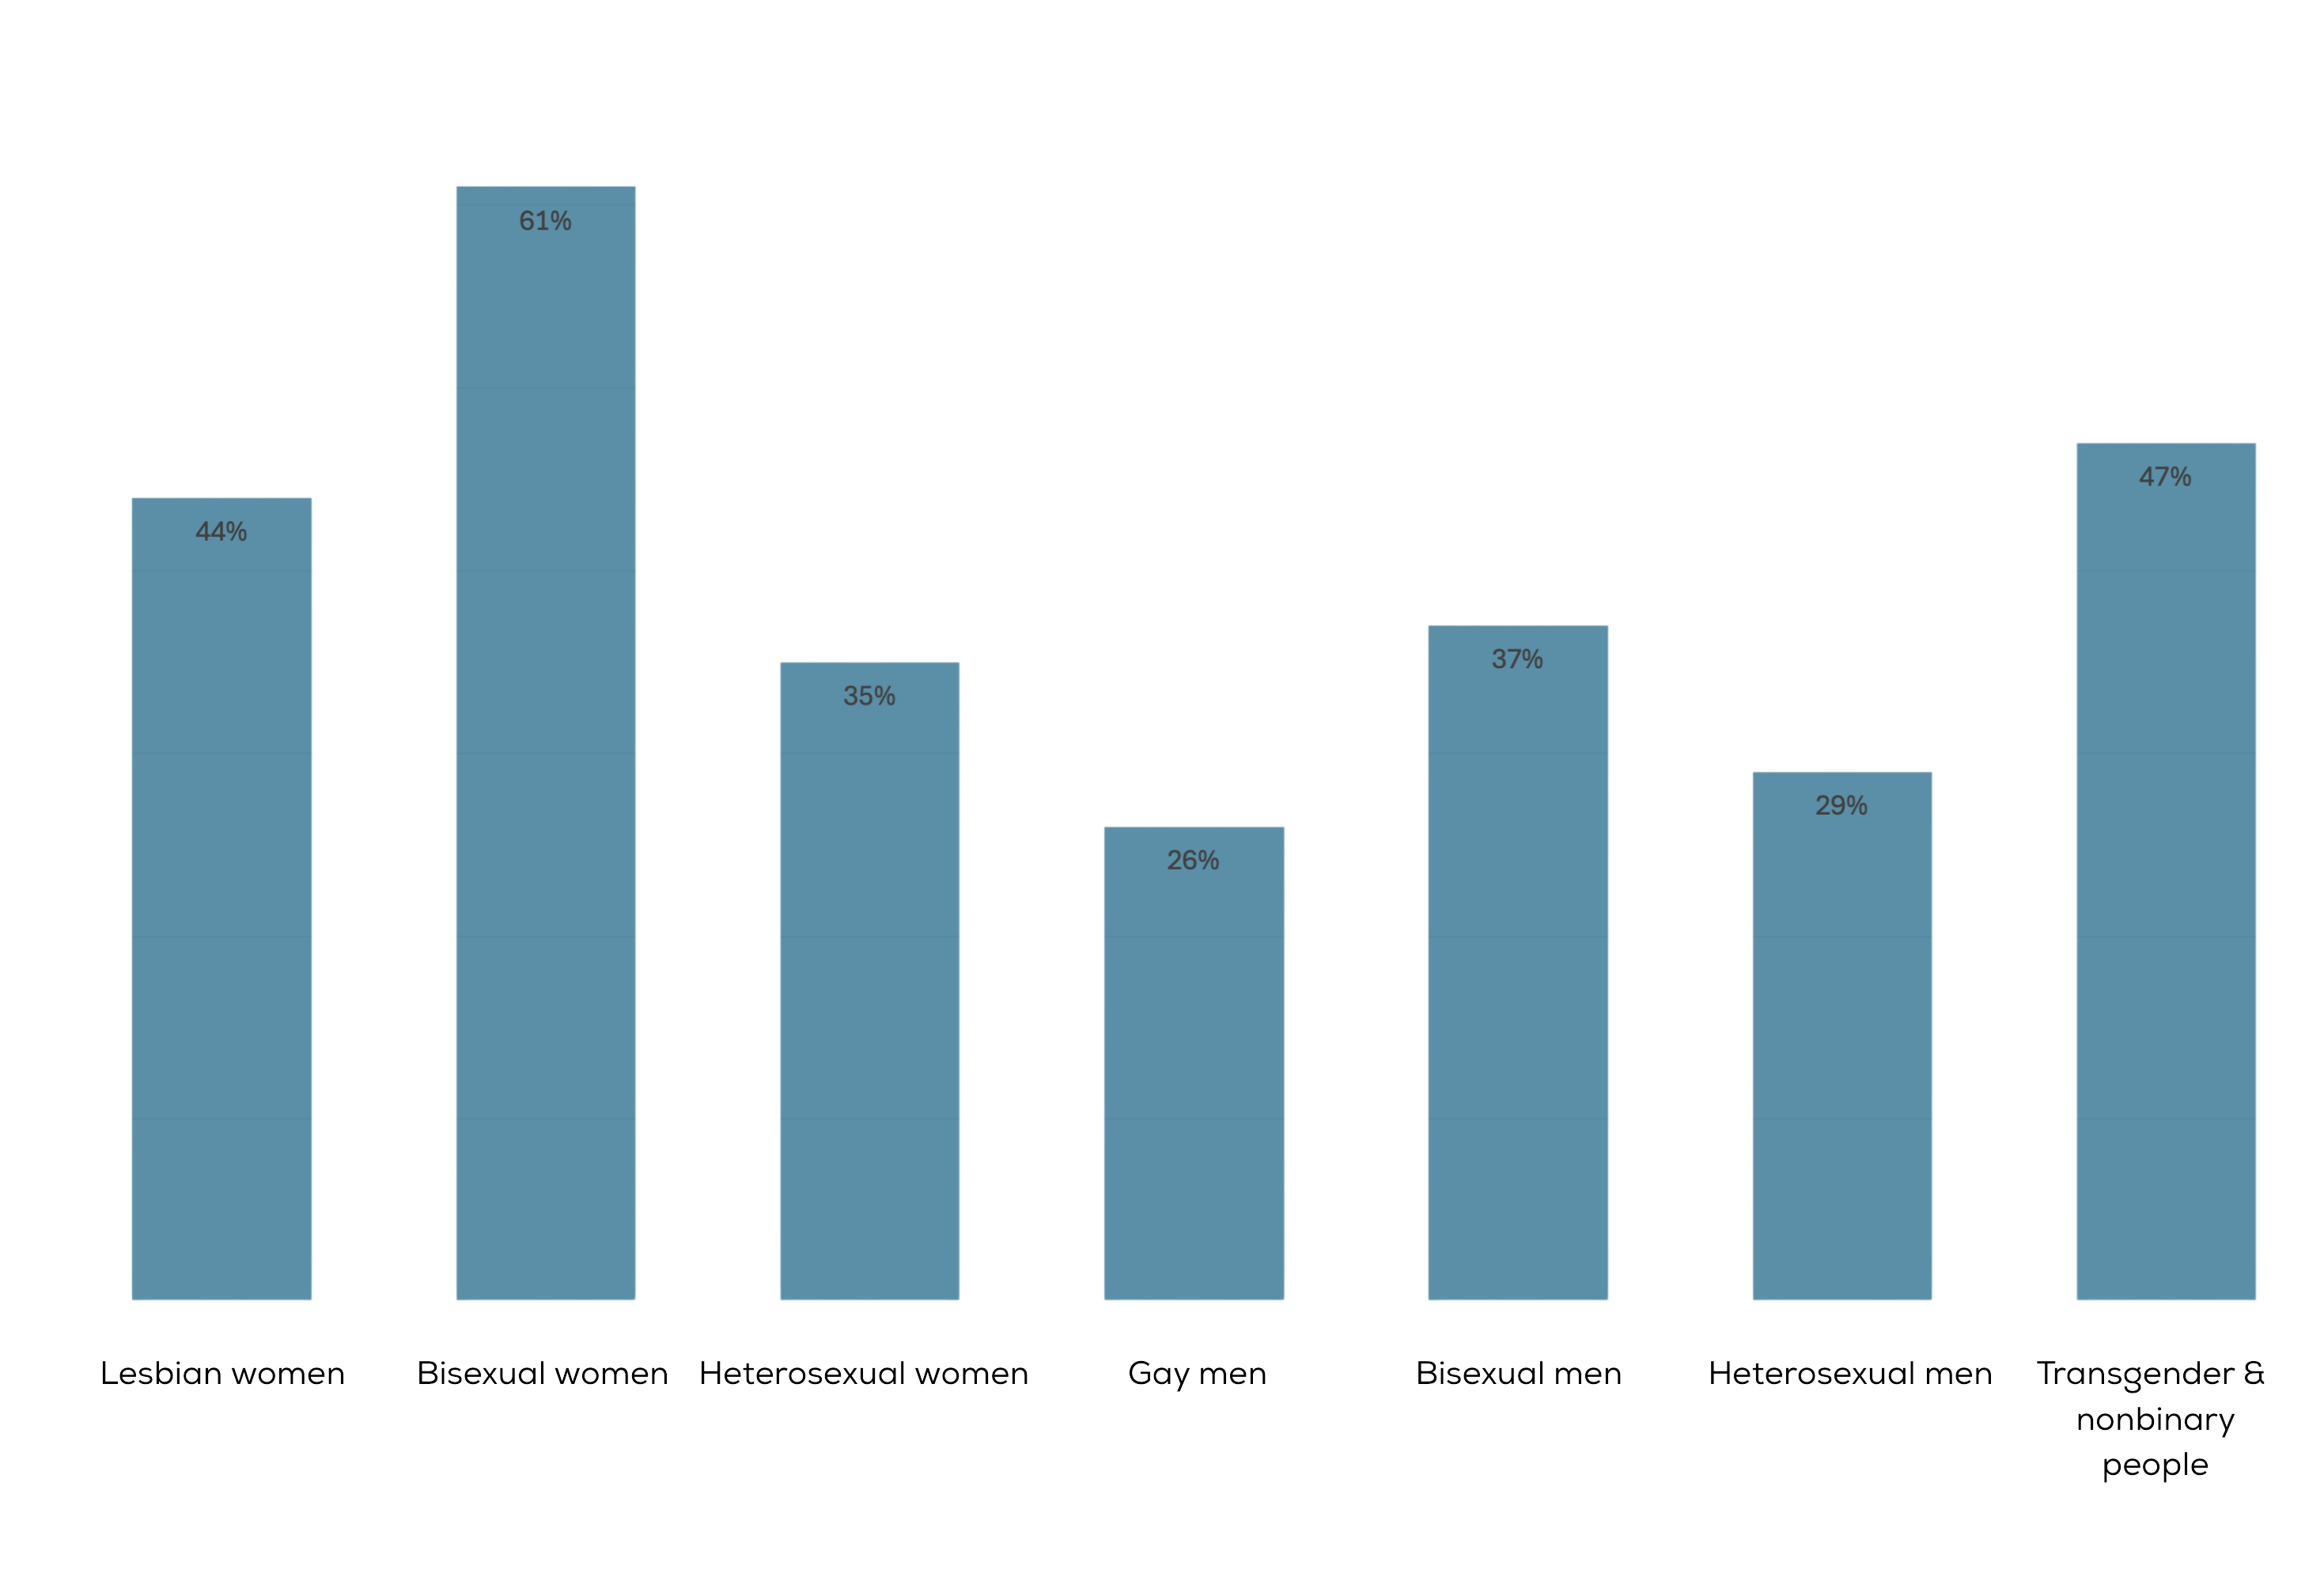 61%
47%
44%
37%
35%
29%
26%
Lesbian women
Bisexual women
Heterosexual women
Gay men
Bisexual men
Heterosexual men
Transgender &
nonbinary
people